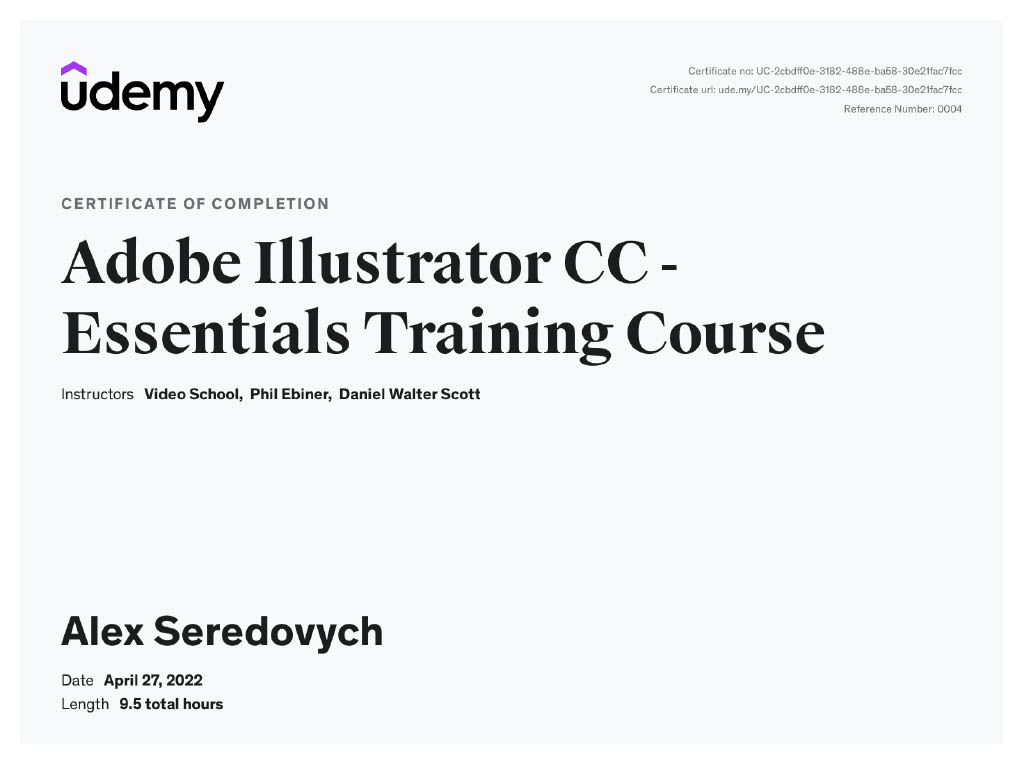 udemy
Certificate no: UC-2cbdff0e-3182-488e-ba58-30e21fac7fcc
Certificate url: ude.my/UC-2cbdff0e-3182-488e-ba58-30e21fac7fcc
Reference Number: 0004
CERTIFICATE OF COMPLETION
Adobe Illustrator CC -
Essentials Training Course
Instructors Video School, Phil Ebiner, Daniel Walter Scott
Alex Seredovych
Date April 27, 2022
Length 9.5 total hours